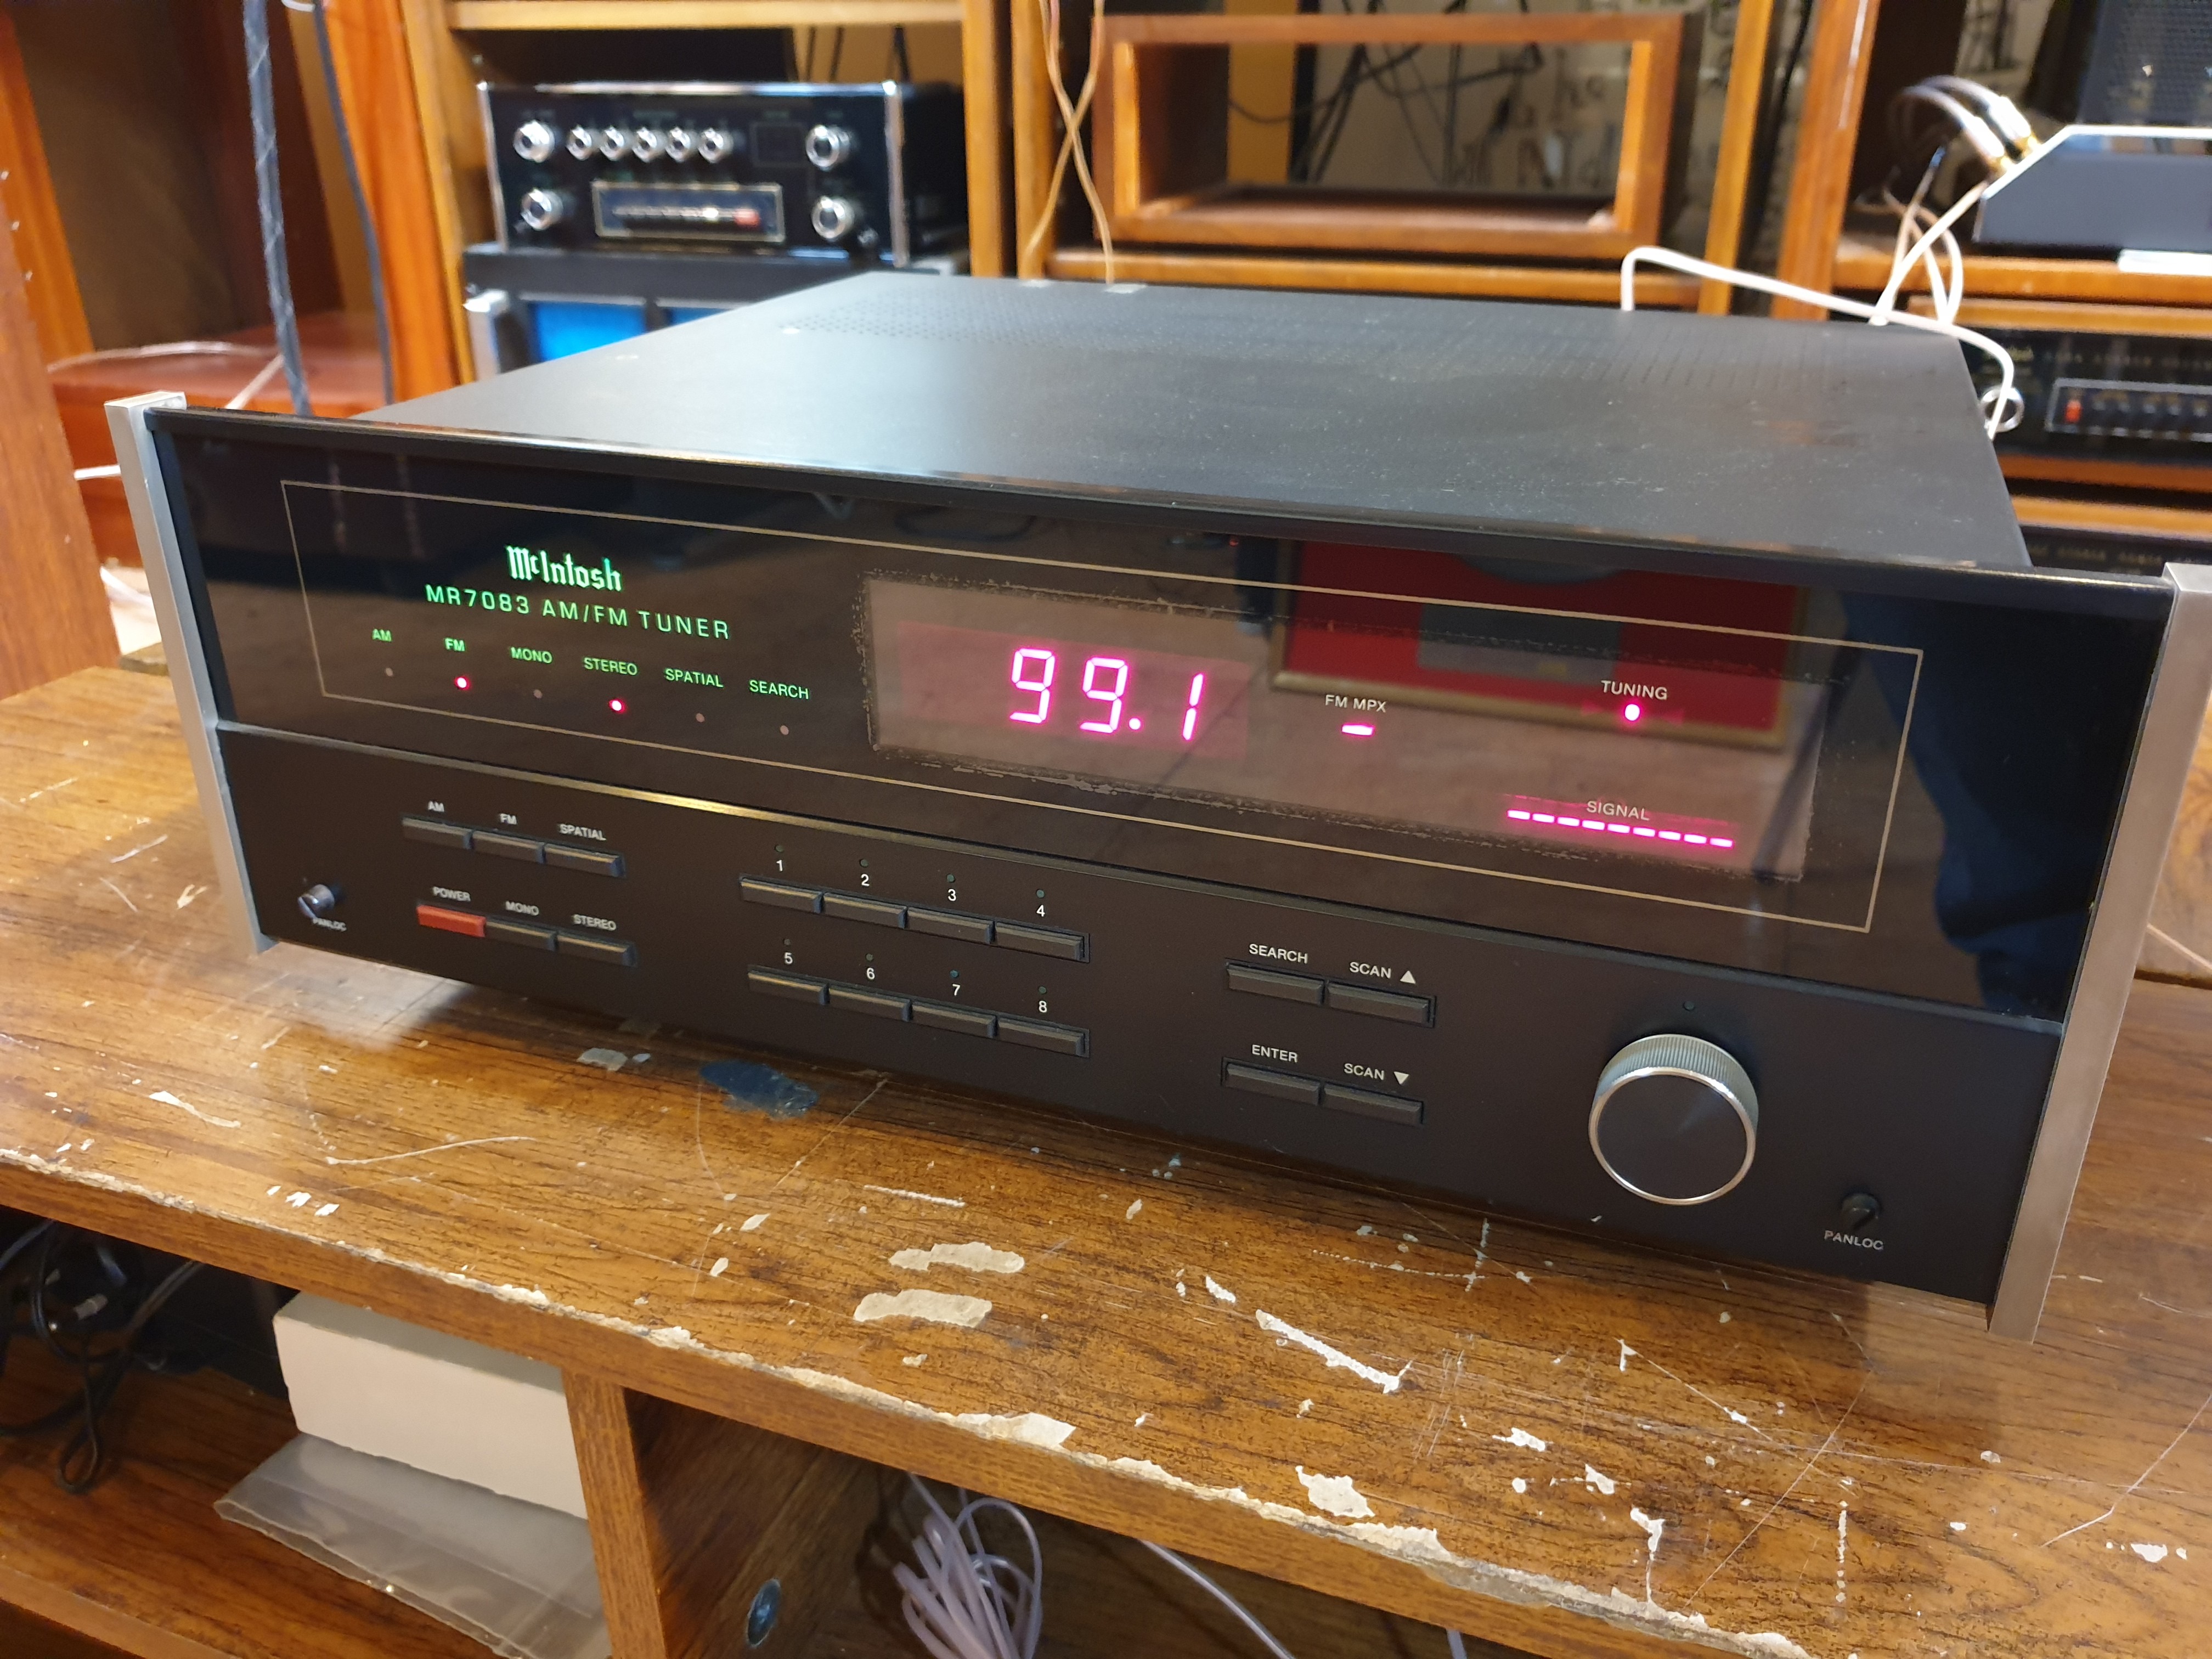 McIntosh
MR7083 AM/FM TUNER
AM FM MONO STEREO SPATIAL SEARCH
99.1
FM MPX
TUNING
SIGNAL
AM FM SPATIAL
POWER MONO STEREO
PANLOC
1 2 3 4
5 6 7 8
SEARCH SCAN ▲
ENTER SCAN ▼
PANLOC